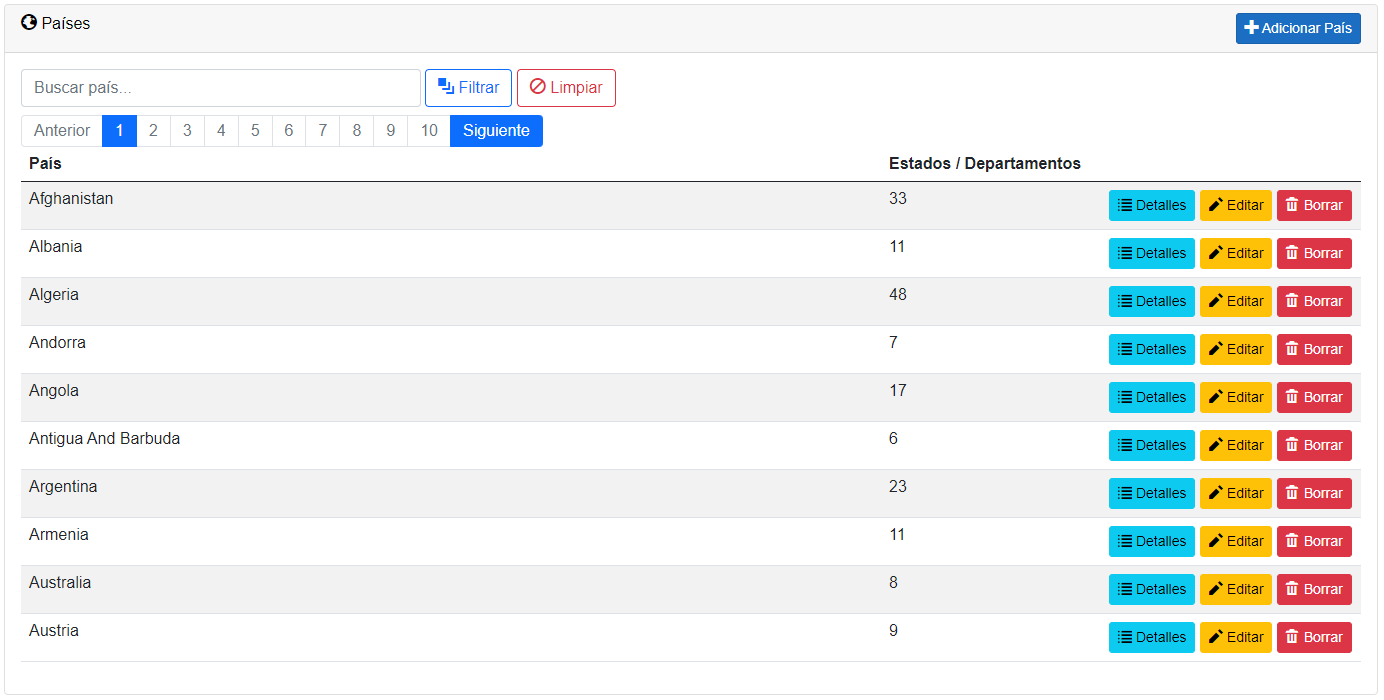 Países
Adicionar País
Buscar país...
Filtrar
Limpiar
Anterior 1 2 3 4 5 6 7 8 9 10 Siguiente
País Estados / Departamentos
Afghanistan 33 Detalles Editar Borrar
Albania 11 Detalles Editar Borrar
Algeria 48 Detalles Editar Borrar
Andorra 7 Detalles Editar Borrar
Angola 17 Detalles Editar Borrar
Antigua And Barbuda 6 Detalles Editar Borrar
Argentina 23 Detalles Editar Borrar
Armenia 11 Detalles Editar Borrar
Australia 8 Detalles Editar Borrar
Austria 9 Detalles Editar Borrar